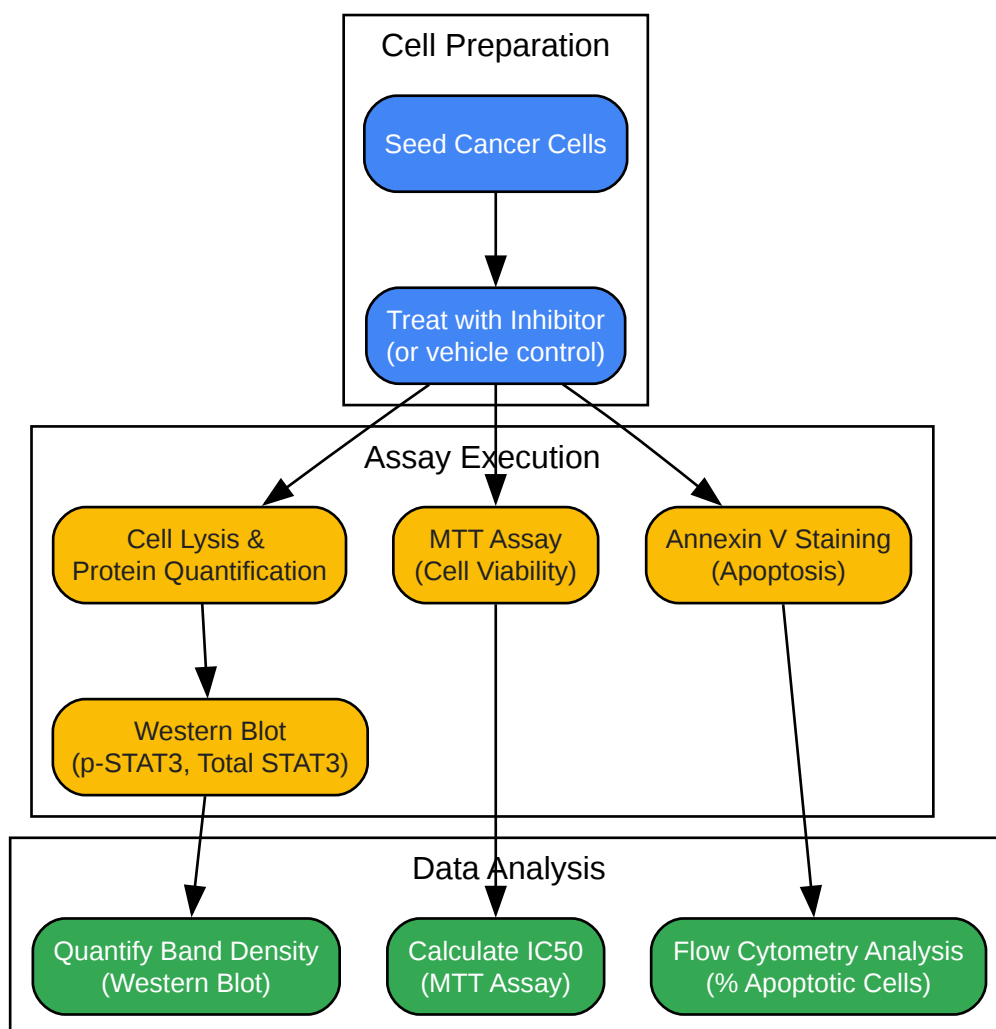 Cell Preparation
Seed Cancer Cells
Treat with Inhibitor
(or vehicle control)
Assay Execution
Cell Lysis &
Protein Quantification
MTT Assay
(Cell Viability)
Annexin V Staining
(Apoptosis)
Western Blot
(p-STAT3, Total STAT3)
Data Analysis
Quantify Band Density
(Western Blot)
Calculate IC50
(MTT Assay)
Flow Cytometry Analysis
(% Apoptotic Cells)